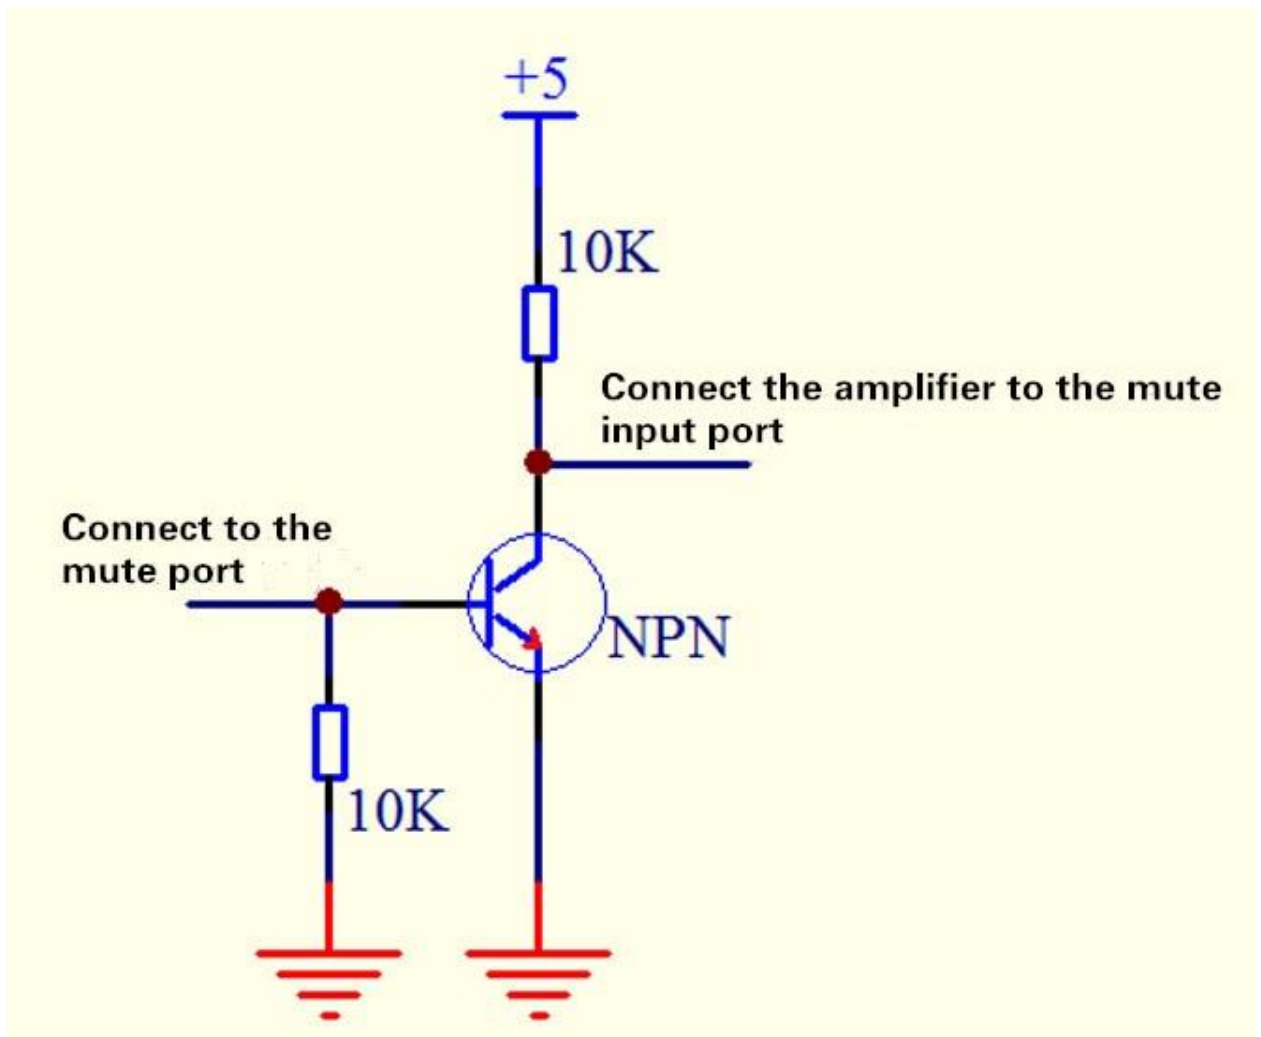 +5
10K
Connect the amplifier to the mute
input port
Connect to the
mute port
NPN
10K